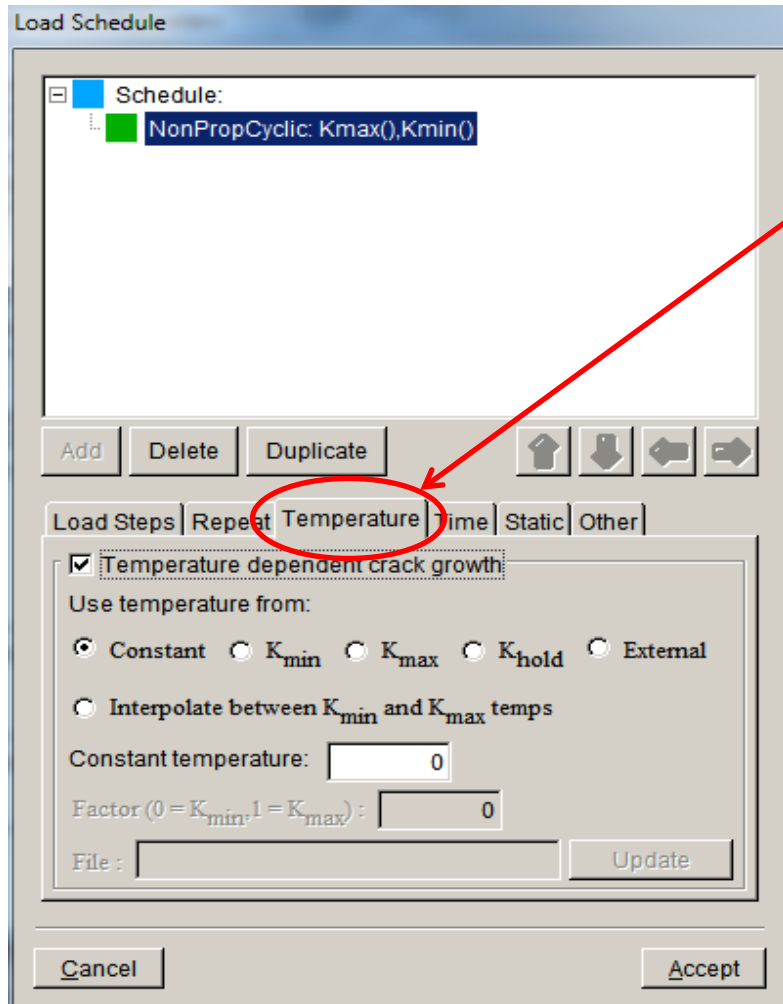 Load Schedule
Schedule:
NonPropCyclic: Kmax(),Kmin()
Add Delete Duplicate
Load Steps Repeat Temperature Time Static Other
Temperature dependent crack growth
Use temperature from:
Constant Kmin Kmax Khold External
Interpolate between Kmin and Kmax temps
Constant temperature: 0
Factor (0 = Kmin,1 = Kmax) : 0
File : Update
Cancel Accept